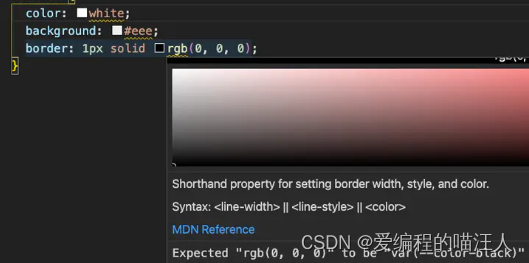 color: white;
background: #eee;
border: 1px solid rgb(0, 0, 0);
}
Shorthand property for setting border width, style, and color.
Syntax: <line-width> || <line-style> || <color>
MDN Reference
CSDN @爱编程的喵汪人
Expected "rgb(0, 0, 0)" to be "var(--color-black)"